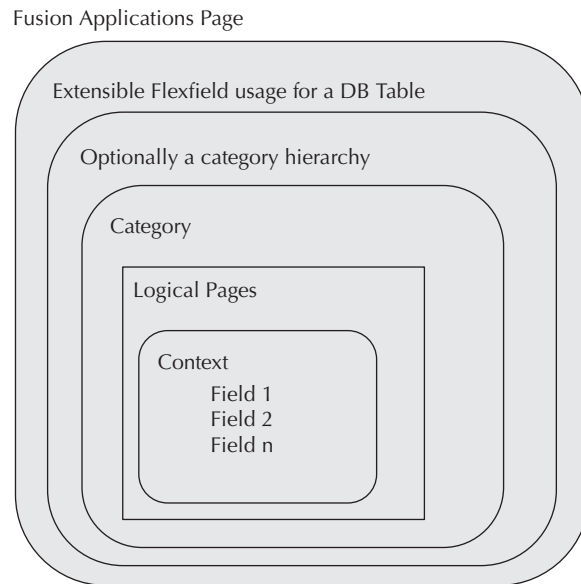 Fusion Applications Page
Extensible Flexfield usage for a DB Table
Optionally a category hierarchy
Category
Logical Pages
Context
Field 1
Field 2
Field n